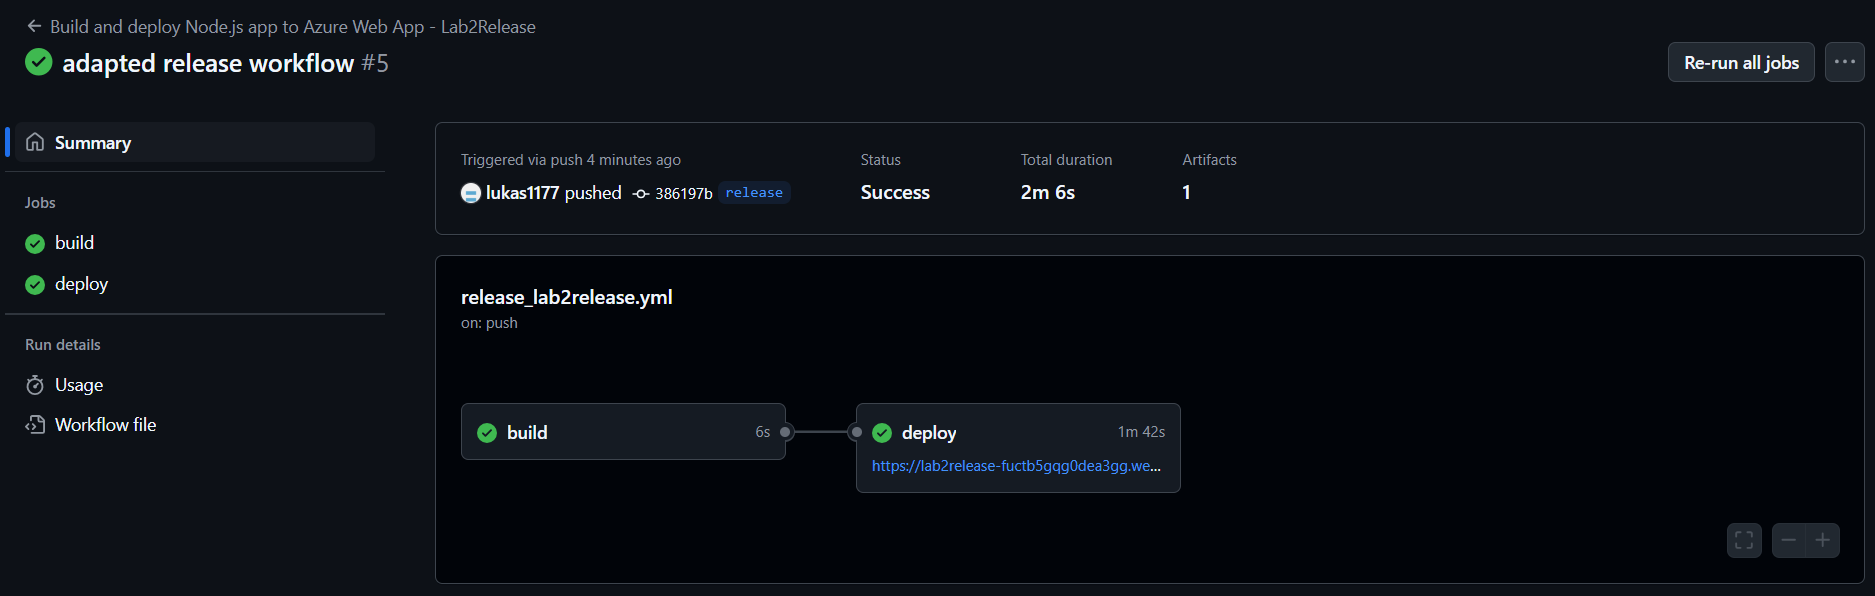 Build and deploy Node.js app to Azure Web App - Lab2Release
adapted release workflow #5
Re-run all jobs
Summary
Jobs
build
deploy
Run details
Usage
Workflow file
Triggered via push 4 minutes ago
lukas1177 pushed 386197b release
Status
Success
Total duration
2m 6s
Artifacts
1
release_lab2release.yml
on: push
build 6s
deploy 1m 42s
https://lab2release-fuctb5gqg0dea3gg.we...